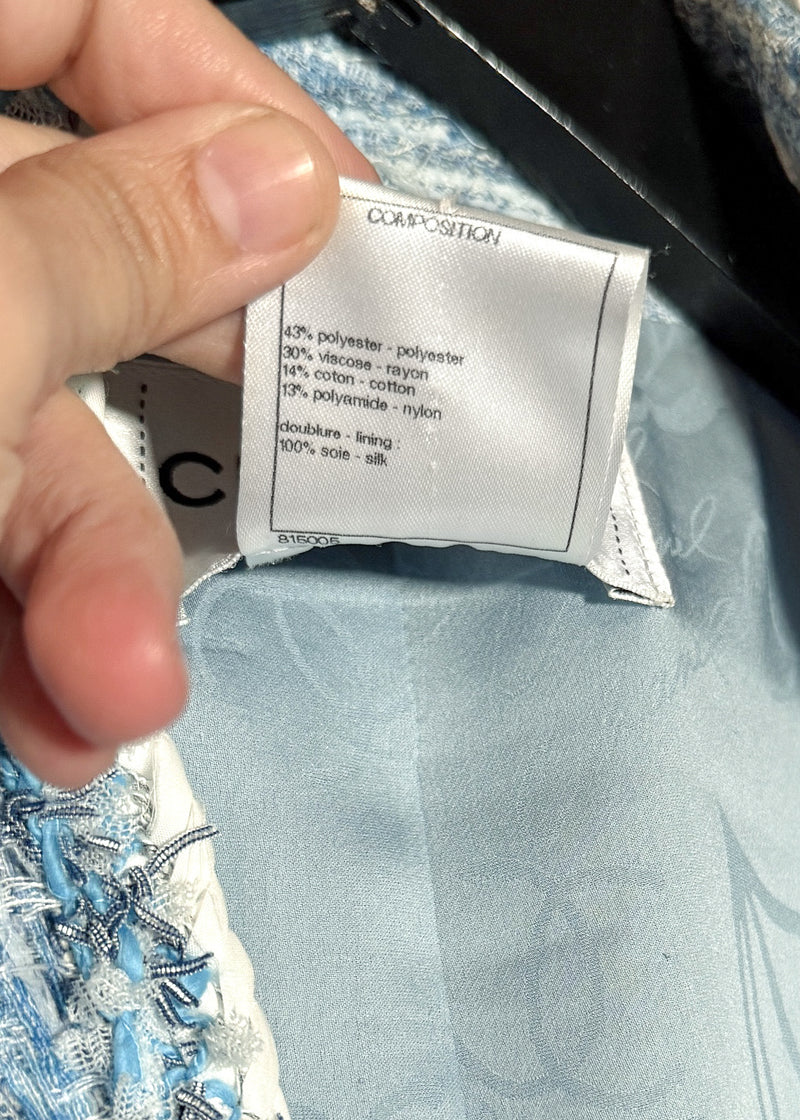 COMPOSITION
43% polyester - polyester
30% viscose - rayon
14% coton - cotton
13% polyamide - nylon
doublure - lining :
100% soie - silk
815005
C